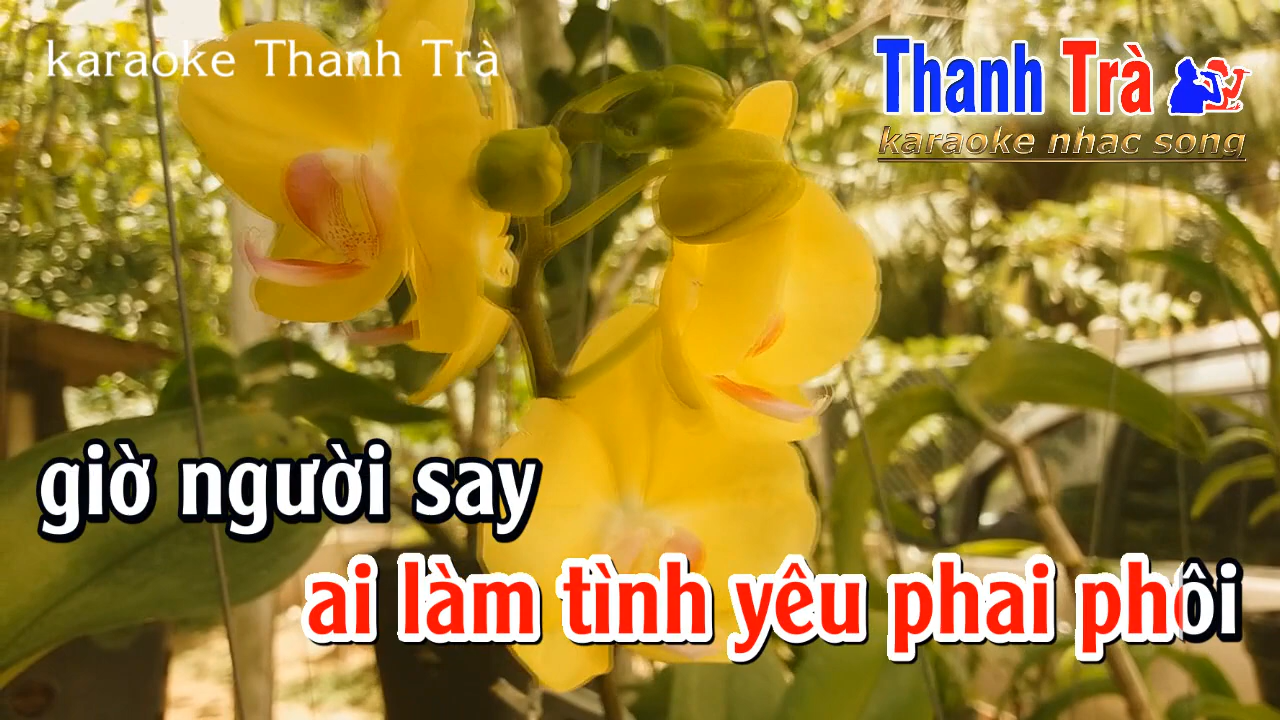 karaoke Thanh Trà
Thanh Trà
karaoke nhac song
giờ người say
ai làm tình yêu phai phôi